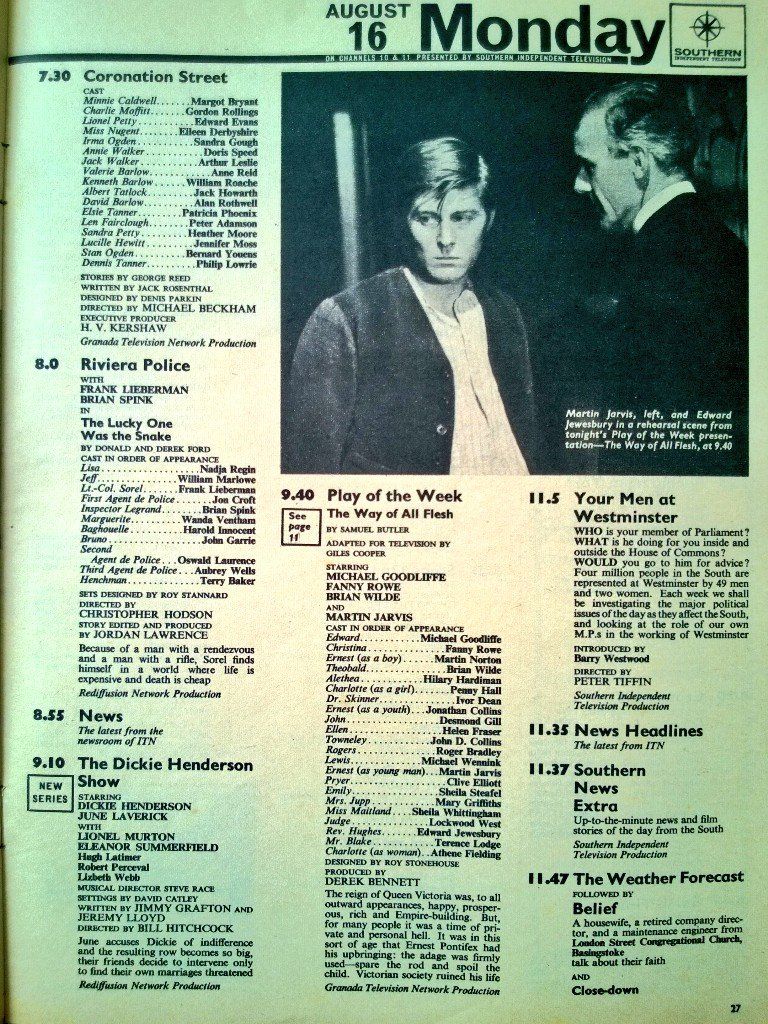 AUGUST
16 Monday
SOUTHERN
INDEPENDENT TELEVISION
ON CHANNELS 10 & 11 PRESENTED BY SOUTHERN INDEPENDENT TELEVISION
7.30 Coronation Street
CAST
Minnie Caldwell.......Margot Bryant
Charlie Moffitt.......Gordon Rollings
Lionel Petty.........Edward Evans
Miss Nugent........Eileen Derbyshire
Irma Ogden.........Sandra Gough
Annie Walker..........Doris Speed
Jack Walker..........Arthur Leslie
Valerie Barlow...........Anne Reid
Kenneth Barlow......William Roache
Albert Tatlock........Jack Howarth
David Barlow........Alan Rothwell
Elsie Tanner.......Patricia Phoenix
Len Fairclough......Peter Adamson
Sandra Petty.......Heather Moore
Lucille Hewitt.......Jennifer Moss
Stan Ogden........Bernard Youens
Dennis Tanner..........Philip Lowrie
STORIES BY GEORGE REED
WRITTEN BY JACK ROSENTHAL
DESIGNED BY DENIS PARKIN
DIRECTED BY MICHAEL BECKHAM
EXECUTIVE PRODUCER
H. V. KERSHAW
Granada Television Network Production
8.0 Riviera Police
WITH
FRANK LIEBERMAN
BRIAN SPINK
IN
The Lucky One
Was the Snake
BY DONALD AND DEREK FORD
CAST IN ORDER OF APPEARANCE
Lisa......................Nadja Regin
Jeff..................William Marlowe
Lt.-Col. Sorel.......Frank Lieberman
First Agent de Police.......Jon Croft
Inspector Legrand.......Brian Spink
Marguerite..........Wanda Ventham
Baghouelle.........Harold Innocent
Bruno.................John Garrie
Second
Agent de Police...Oswald Laurence
Third Agent de Police...Aubrey Wells
Henchman.............Terry Baker
SETS DESIGNED BY ROY STANNARD
DIRECTED BY
CHRISTOPHER HODSON
STORY EDITED AND PRODUCED
BY JORDAN LAWRENCE
Because of a man with a rendezvous
and a man with a rifle, Sorel finds
himself in a world where life is
expensive and death is cheap
Rediffusion Network Production
8.55 News
The latest from the
newsroom of ITN
9.10 The Dickie Henderson
Show
NEW
SERIES
STARRING
DICKIE HENDERSON
JUNE LAVERICK
WITH
LIONEL MURTON
ELEANOR SUMMERFIELD
Hugh Latimer
Robert Perceval
Lizbeth Webb
MUSICAL DIRECTOR STEVE RACE
SETTINGS BY DAVID CATLEY
WRITTEN BY JIMMY GRAFTON AND
JEREMY LLOYD
DIRECTED BY BILL HITCHCOCK
June accuses Dickie of indifference
and the resulting row becomes so big,
their friends decide to intervene only
to find their own marriages threatened
Rediffusion Network Production
Martin Jarvis, left, and Edward
Jewesbury in a rehearsal scene from
tonight's Play of the Week presen-
tation—The Way of All Flesh, at 9.40
9.40 Play of the Week
See
page
11
The Way of All Flesh
BY SAMUEL BUTLER
ADAPTED FOR TELEVISION BY
GILES COOPER
STARRING
MICHAEL GOODLIFFE
FANNY ROWE
BRIAN WILDE
AND
MARTIN JARVIS
CAST IN ORDER OF APPEARANCE
Edward............Michael Goodliffe
Christina................Fanny Rowe
Ernest (as a boy).......Martin Norton
Theobald................Brian Wilde
Alethea............Hilary Hardiman
Charlotte (as a girl).......Penny Hall
Dr. Skinner................Ivor Dean
Ernest (as a youth)...Jonathan Collins
John..................Desmond Gill
Ellen..................Helen Fraser
Towneley.............John D. Collins
Rogers................Roger Bradley
Lewis.............Michael Wennink
Ernest (as young man)...Martin Jarvis
Pryer..................Clive Elliott
Emily.................Sheila Steafel
Mrs. Jupp............Mary Griffiths
Miss Maitland....Sheila Whittingham
Judge...............Lockwood West
Rev. Hughes.......Edward Jewesbury
Mr. Blake............Terence Lodge
Charlotte (as woman)..Athene Fielding
DESIGNED BY ROY STONEHOUSE
PRODUCED BY
DEREK BENNETT
The reign of Queen Victoria was, to all
outward appearances, happy, prosper-
ous, rich and Empire-building. But,
for many people it was a time of pri-
vate and personal hell. It was in this
sort of age that Ernest Pontifex had
his upbringing: the adage was firmly
used—spare the rod and spoil the
child. Victorian society ruined his life
Granada Television Network Production
11.5 Your Men at
Westminster
WHO is your member of Parliament?
WHAT is he doing for you inside and
outside the House of Commons?
WOULD you go to him for advice?
Four million people in the South are
represented at Westminster by 49 men
and two women. Each week we shall
be investigating the major political
issues of the day as they affect the South,
and looking at the role of our own
M.P.s in the working of Westminster
INTRODUCED BY
Barry Westwood
DIRECTED BY
PETER TIFFIN
Southern Independent
Television Production
11.35 News Headlines
The latest from ITN
11.37 Southern
News
Extra
Up-to-the-minute news and film
stories of the day from the South
Southern Independent
Television Production
11.47 The Weather Forecast
FOLLOWED BY
Belief
A housewife, a retired company direc-
tor, and a maintenance engineer from
London Street Congregational Church,
Basingstoke
talk about their faith
AND
Close-down
27